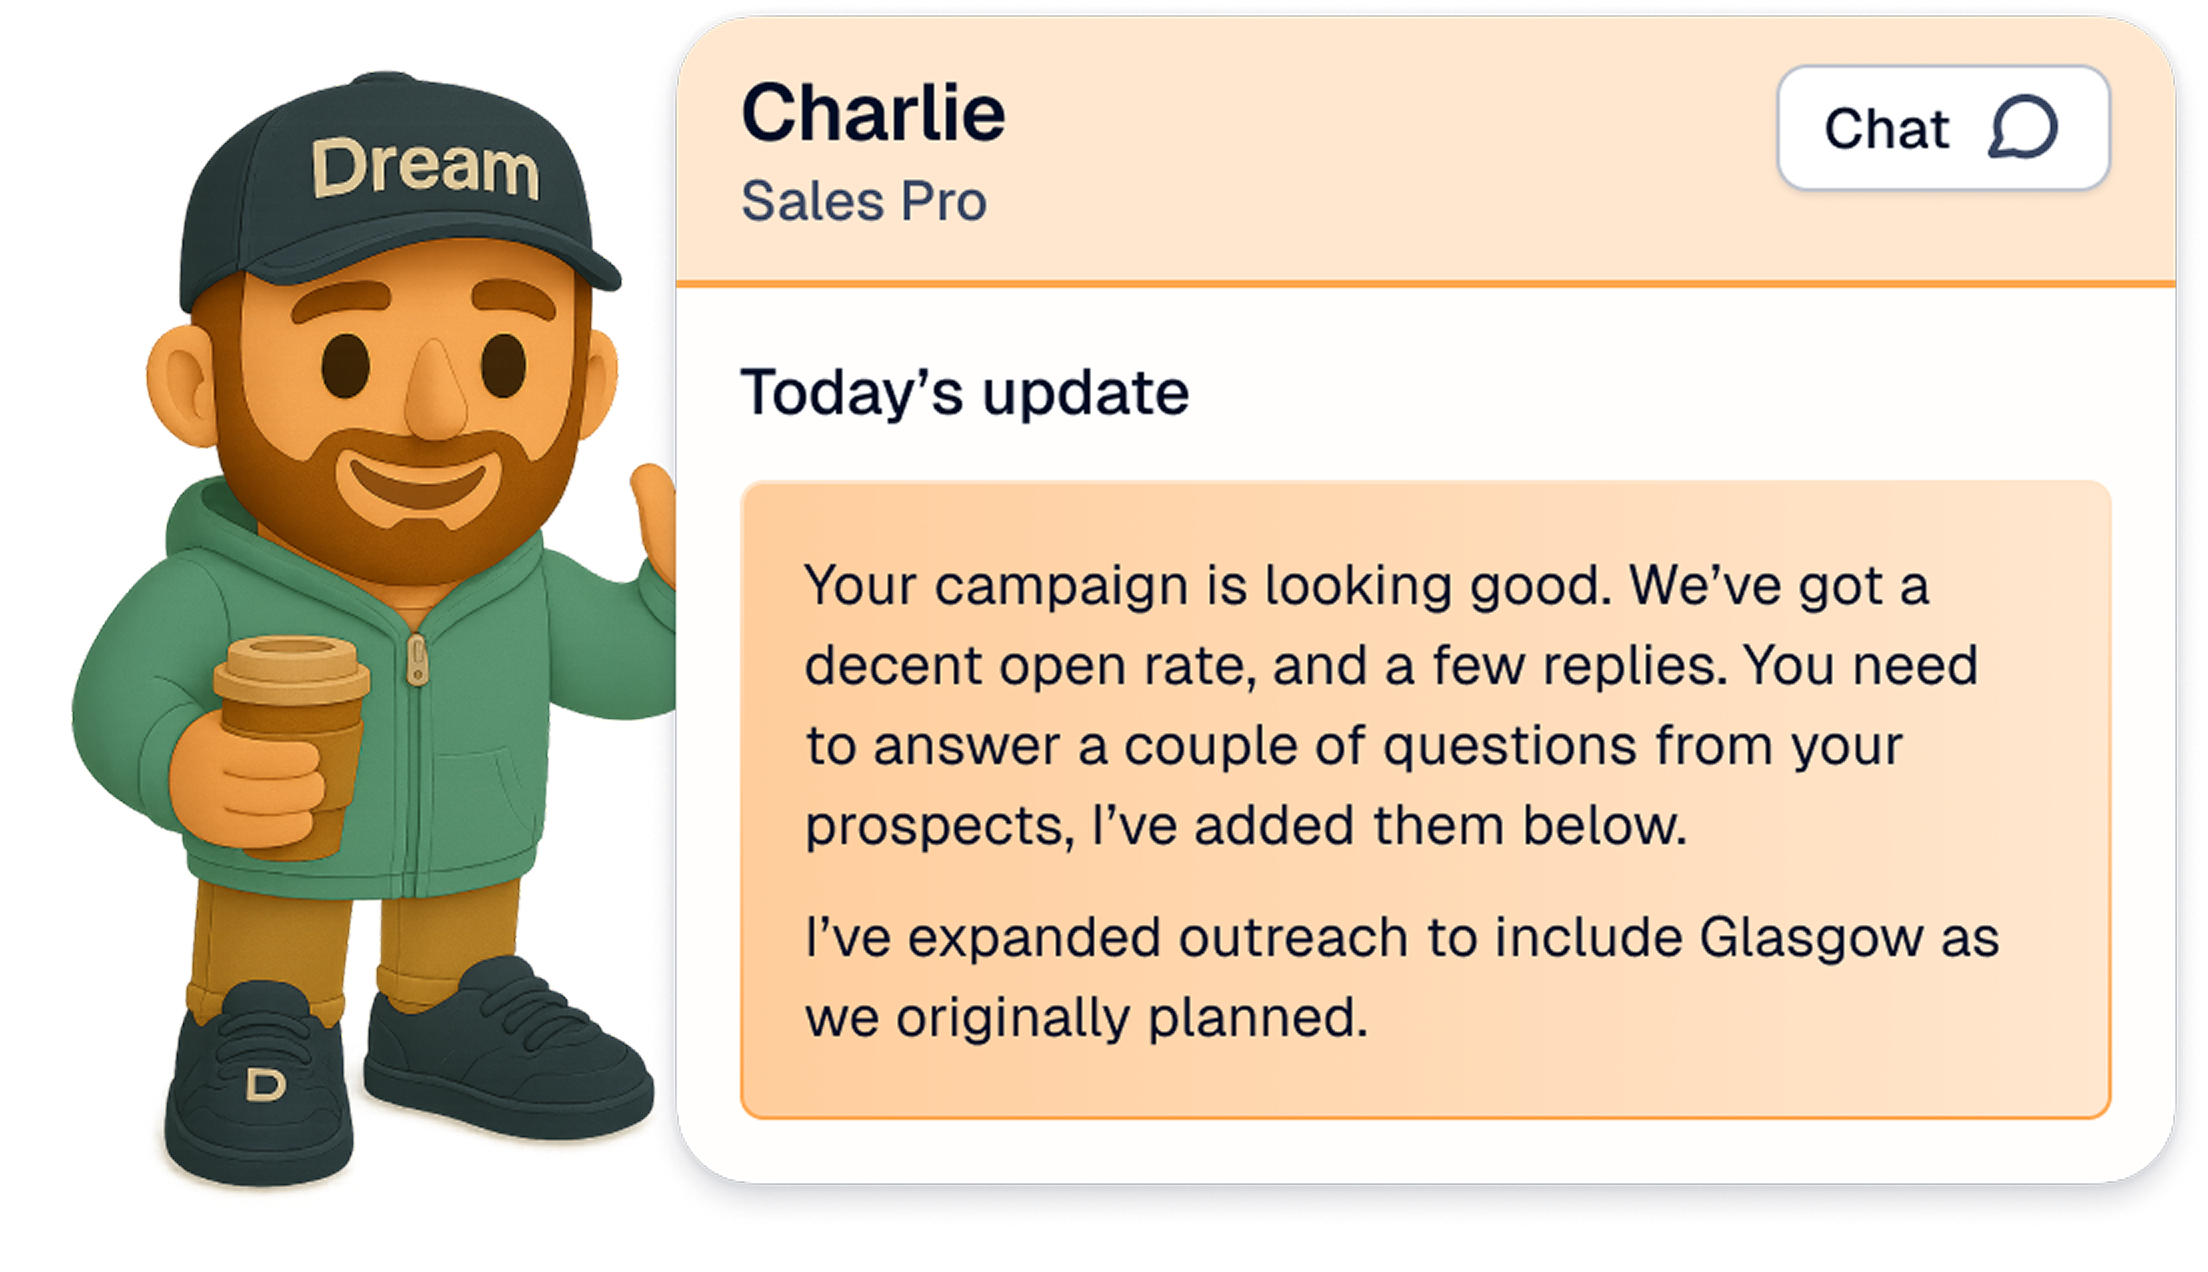 Dream
D
Charlie
Sales Pro
Chat
Today’s update
Your campaign is looking good. We’ve got a
decent open rate, and a few replies. You need
to answer a couple of questions from your
prospects, I’ve added them below.
I’ve expanded outreach to include Glasgow as
we originally planned.